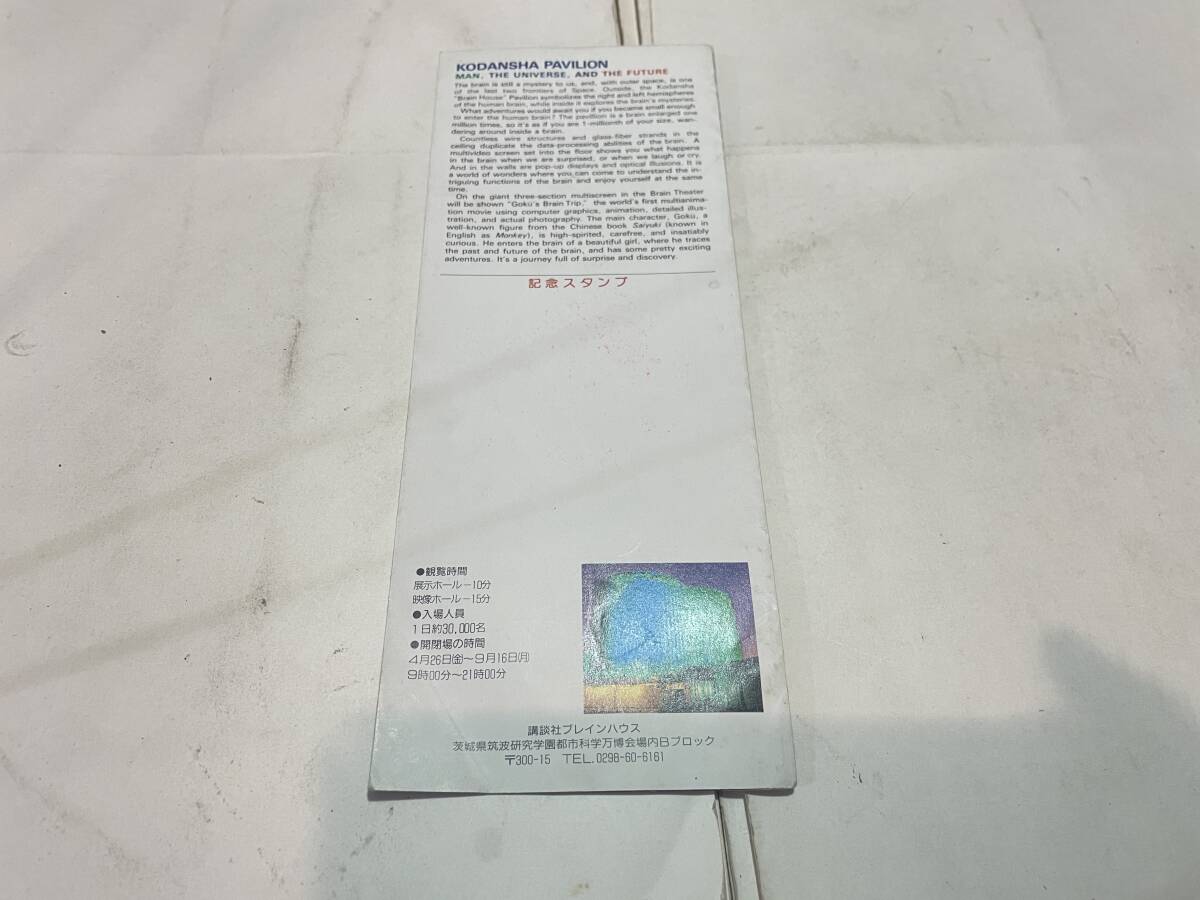 KODANSHA PAVILION
MAN, THE UNIVERSE, AND THE FUTURE
The brain is still a mystery to us, and, with outer space, is one
of the last two frontiers of Space. Outside, the Kodansha
"Brain House" Pavilion symbolizes the right and left hemispheres
of the human brain, while inside it explores the brain's mysteries.
What adventures would await you if you became small enough
to enter the human brain? The pavilion is a brain enlarged one
million times, so it's as if you are 1-millionth of your size, wan-
dering around inside a brain.
Countless wire structures and glass-fiber strands in the
ceiling duplicate the data-processing abilities of the brain. A
multivideo screen set into the floor shows you what happens
in the brain when we are surprised, or when we laugh or cry.
And in the walls are pop-up displays and optical illusions. It is
a world of wonders where you can come to understand the in-
triguing functions of the brain and enjoy yourself at the same
time.
On the giant three-section multiscreen in the Brain Theater
will be shown "Goku's Brain Trip," the world's first multianima-
tion movie using computer graphics, animation, detailed illus-
tration, and actual photography. The main character, Goku, a
well-known figure from the Chinese book Saiyuki (known in
English as Monkey), is high-spirited, carefree, and insatiably
curious. He enters the brain of a beautiful girl, where he traces
the past and future of the brain, and has some pretty exciting
adventures. It's a journey full of surprise and discovery.
記念スタンプ
●観覧時間
展示ホール−10分
映像ホール−15分
●入場人員
1日約30,000名
●開閉場の時間
4月26日(金)〜9月16日(月)
9時00分〜21時00分
講談社ブレインハウス
茨城県筑波研究学園都市科学万博会場内Bブロック
〒300-15 TEL.0298-60-6161